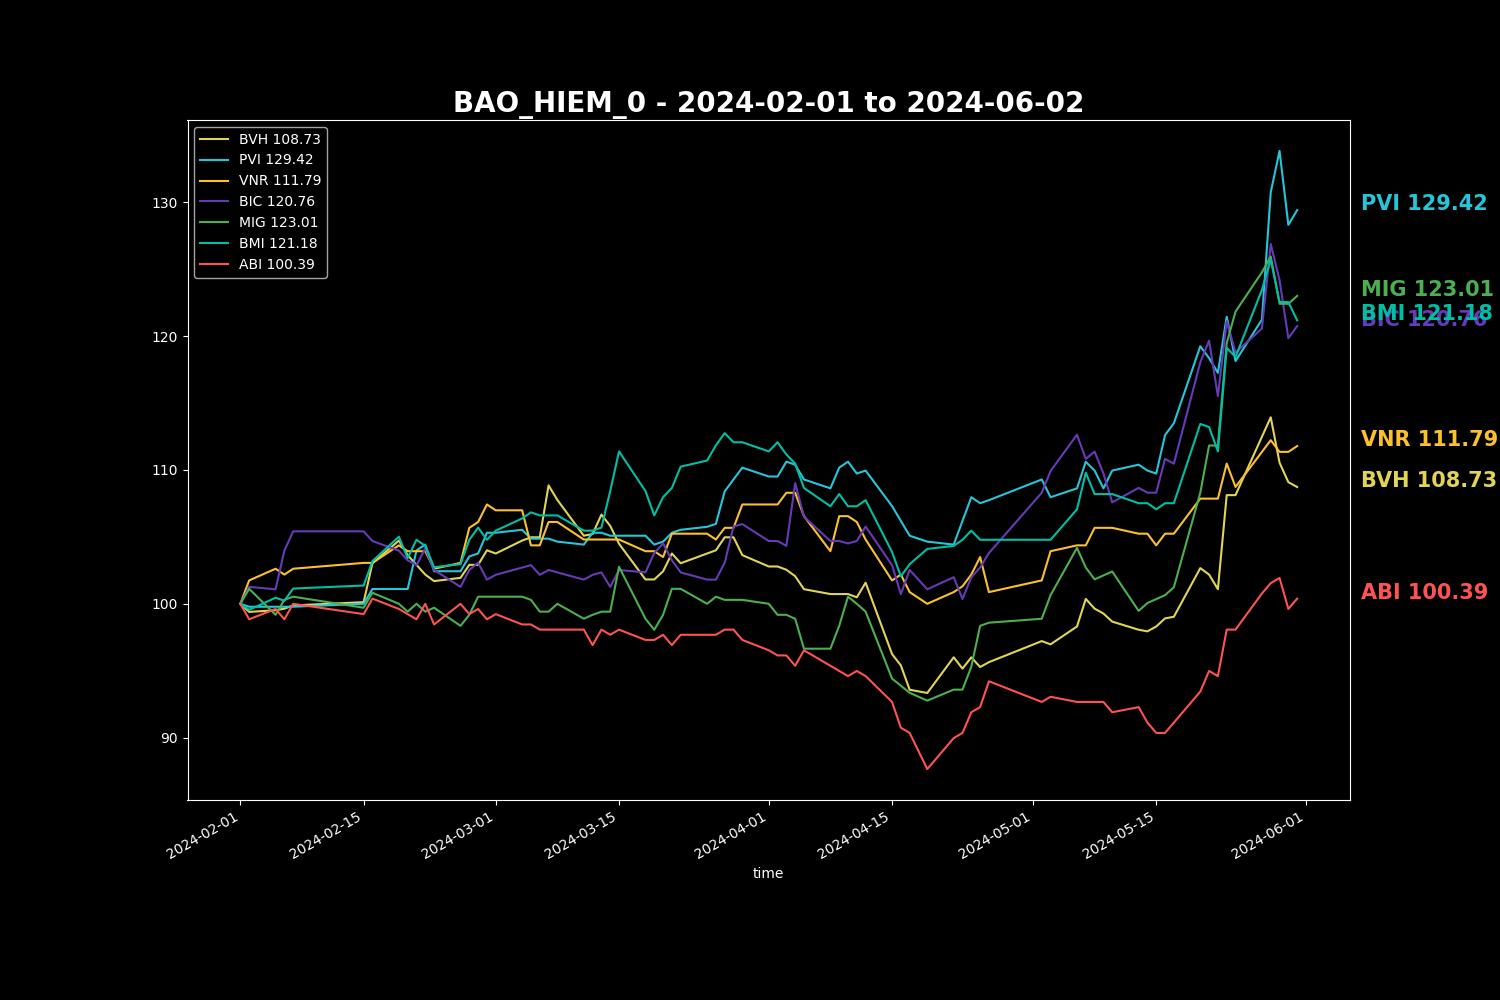 BAO_HIEM_0 - 2024-02-01 to 2024-06-02
BVH 108.73
PVI 129.42
VNR 111.79
BIC 120.76
MIG 123.01
BMI 121.18
ABI 100.39
130
120
110
100
90
PVI 129.42
MIG 123.01
BMI 121.18
BIC 120.76
VNR 111.79
BVH 108.73
ABI 100.39
2024-02-01
2024-02-15
2024-03-01
2024-03-15
2024-04-01
2024-04-15
2024-05-01
2024-05-15
2024-06-01
time